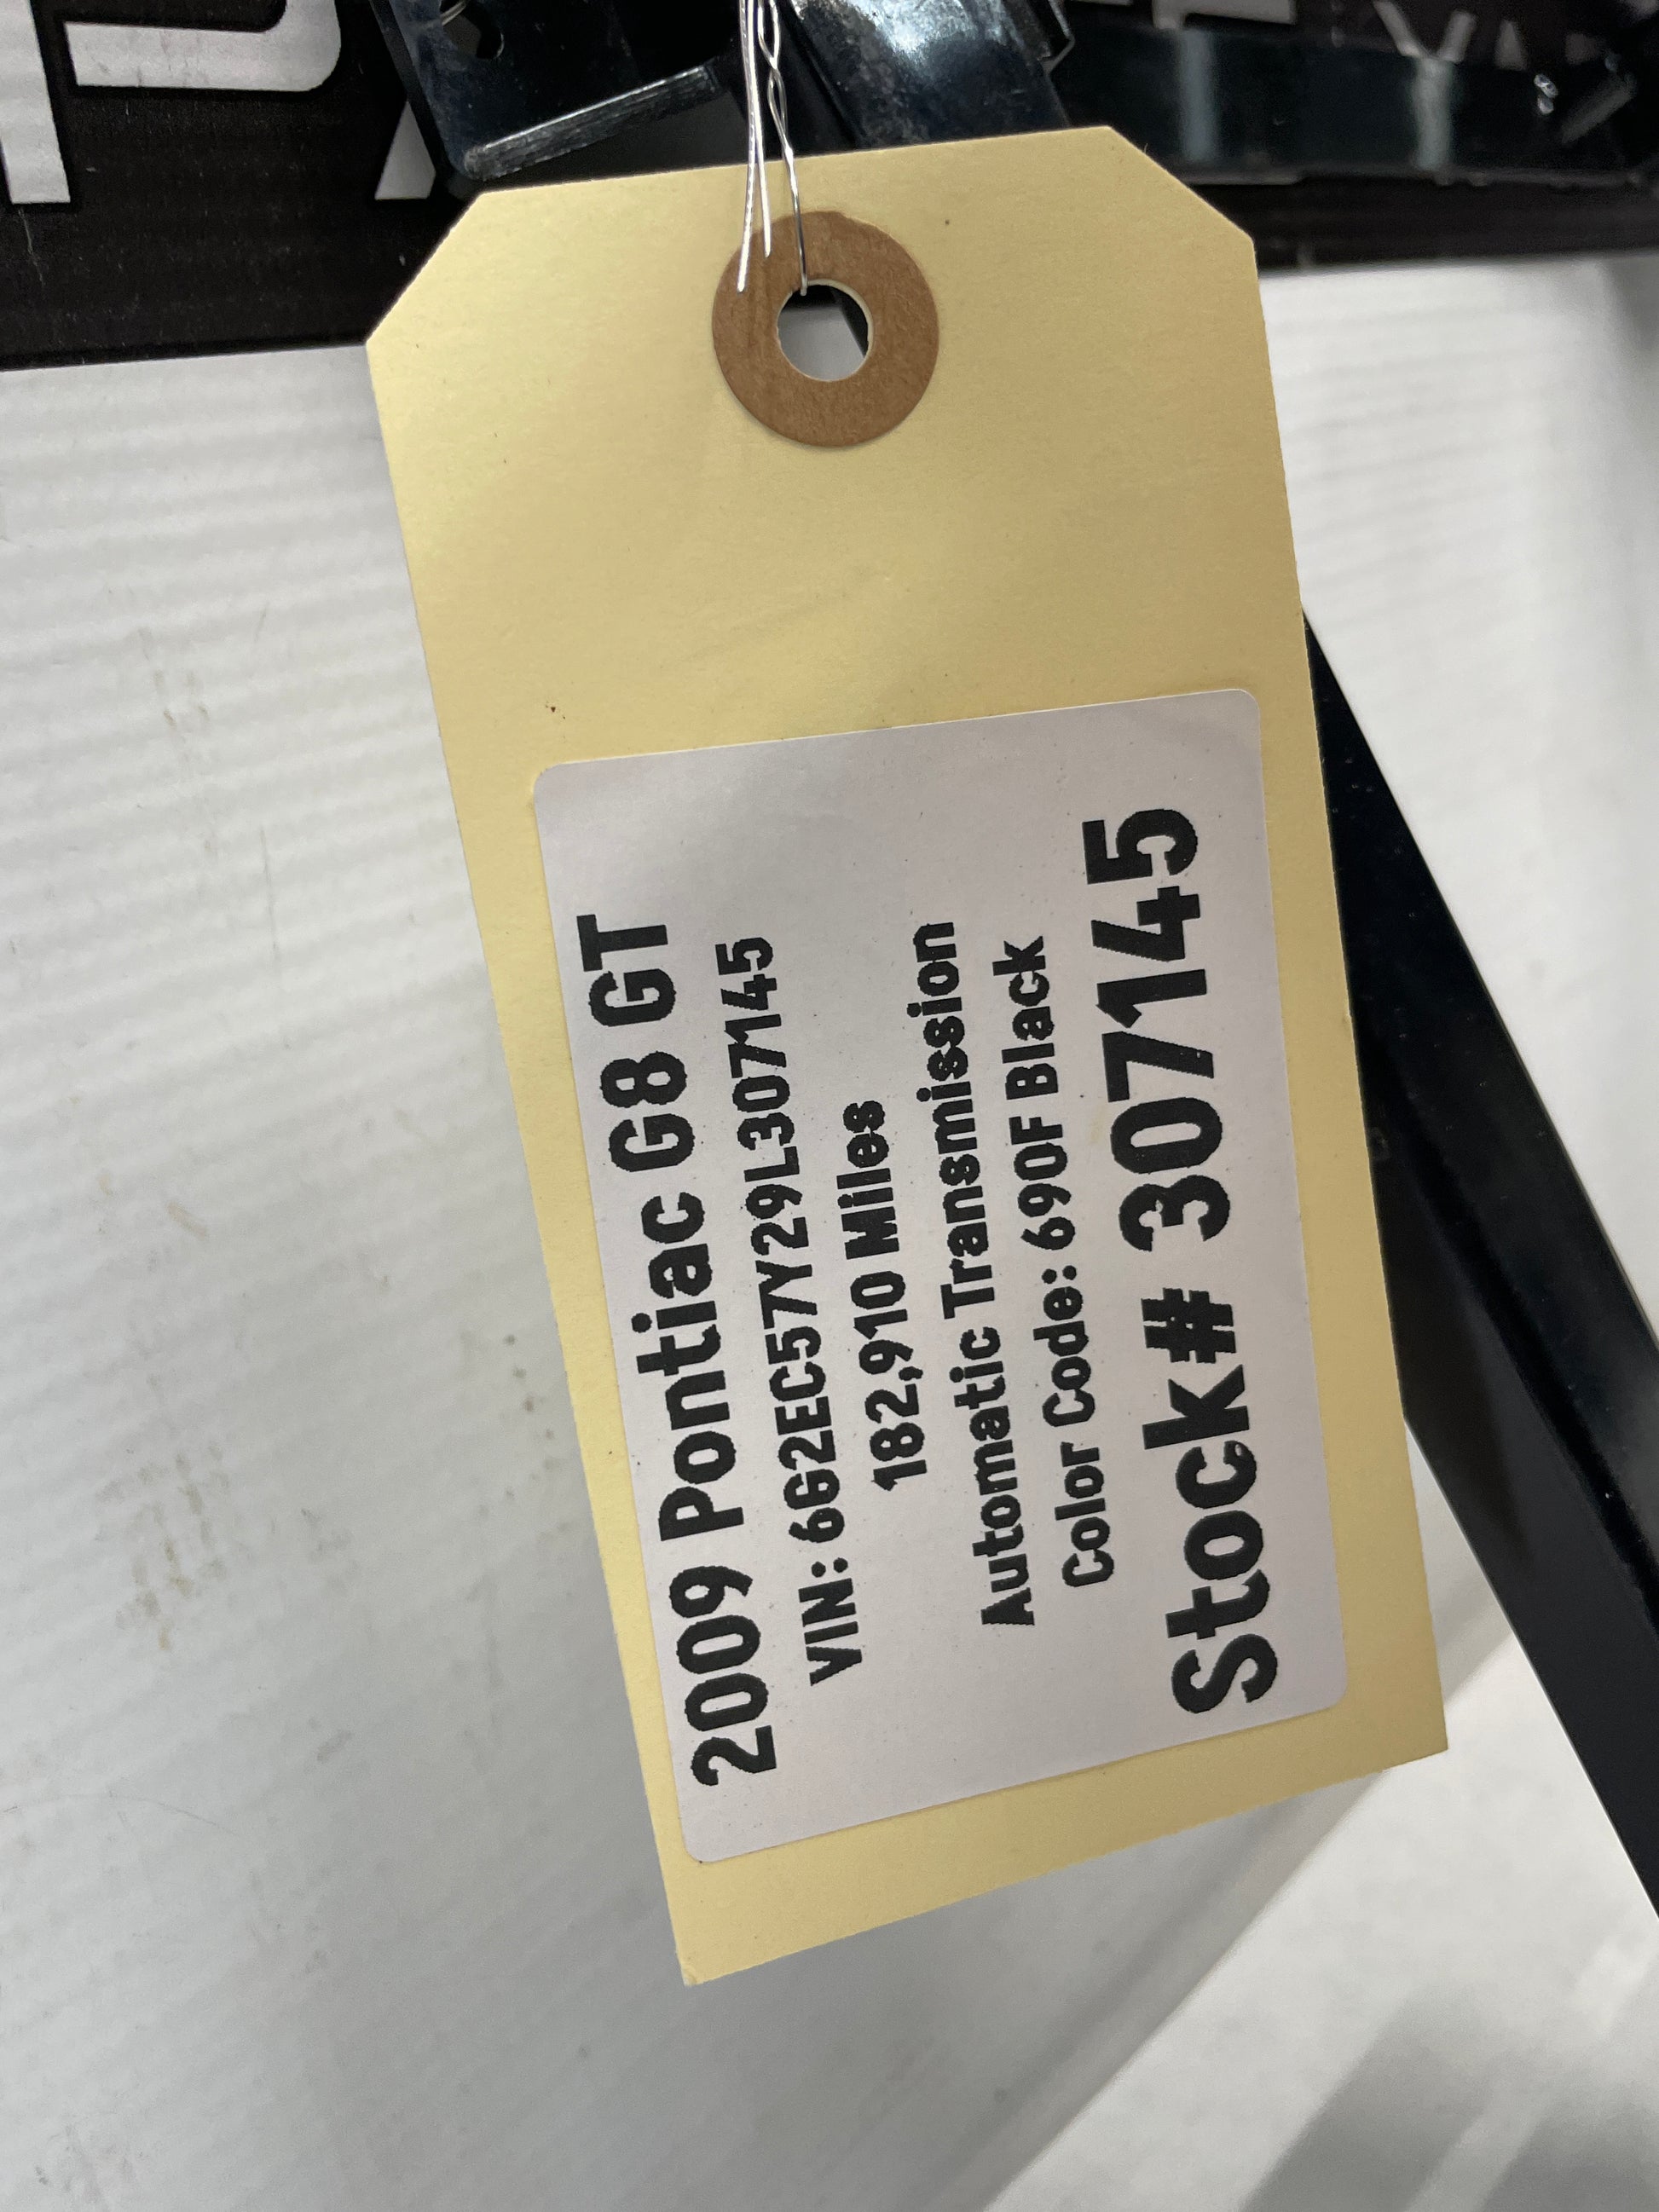 2009 Pontiac G8 GT
VIN: 6G2EC57Y29L307145
182,910 Miles
Automatic Transmission
Color Code: 690F Black
Stock# 307145